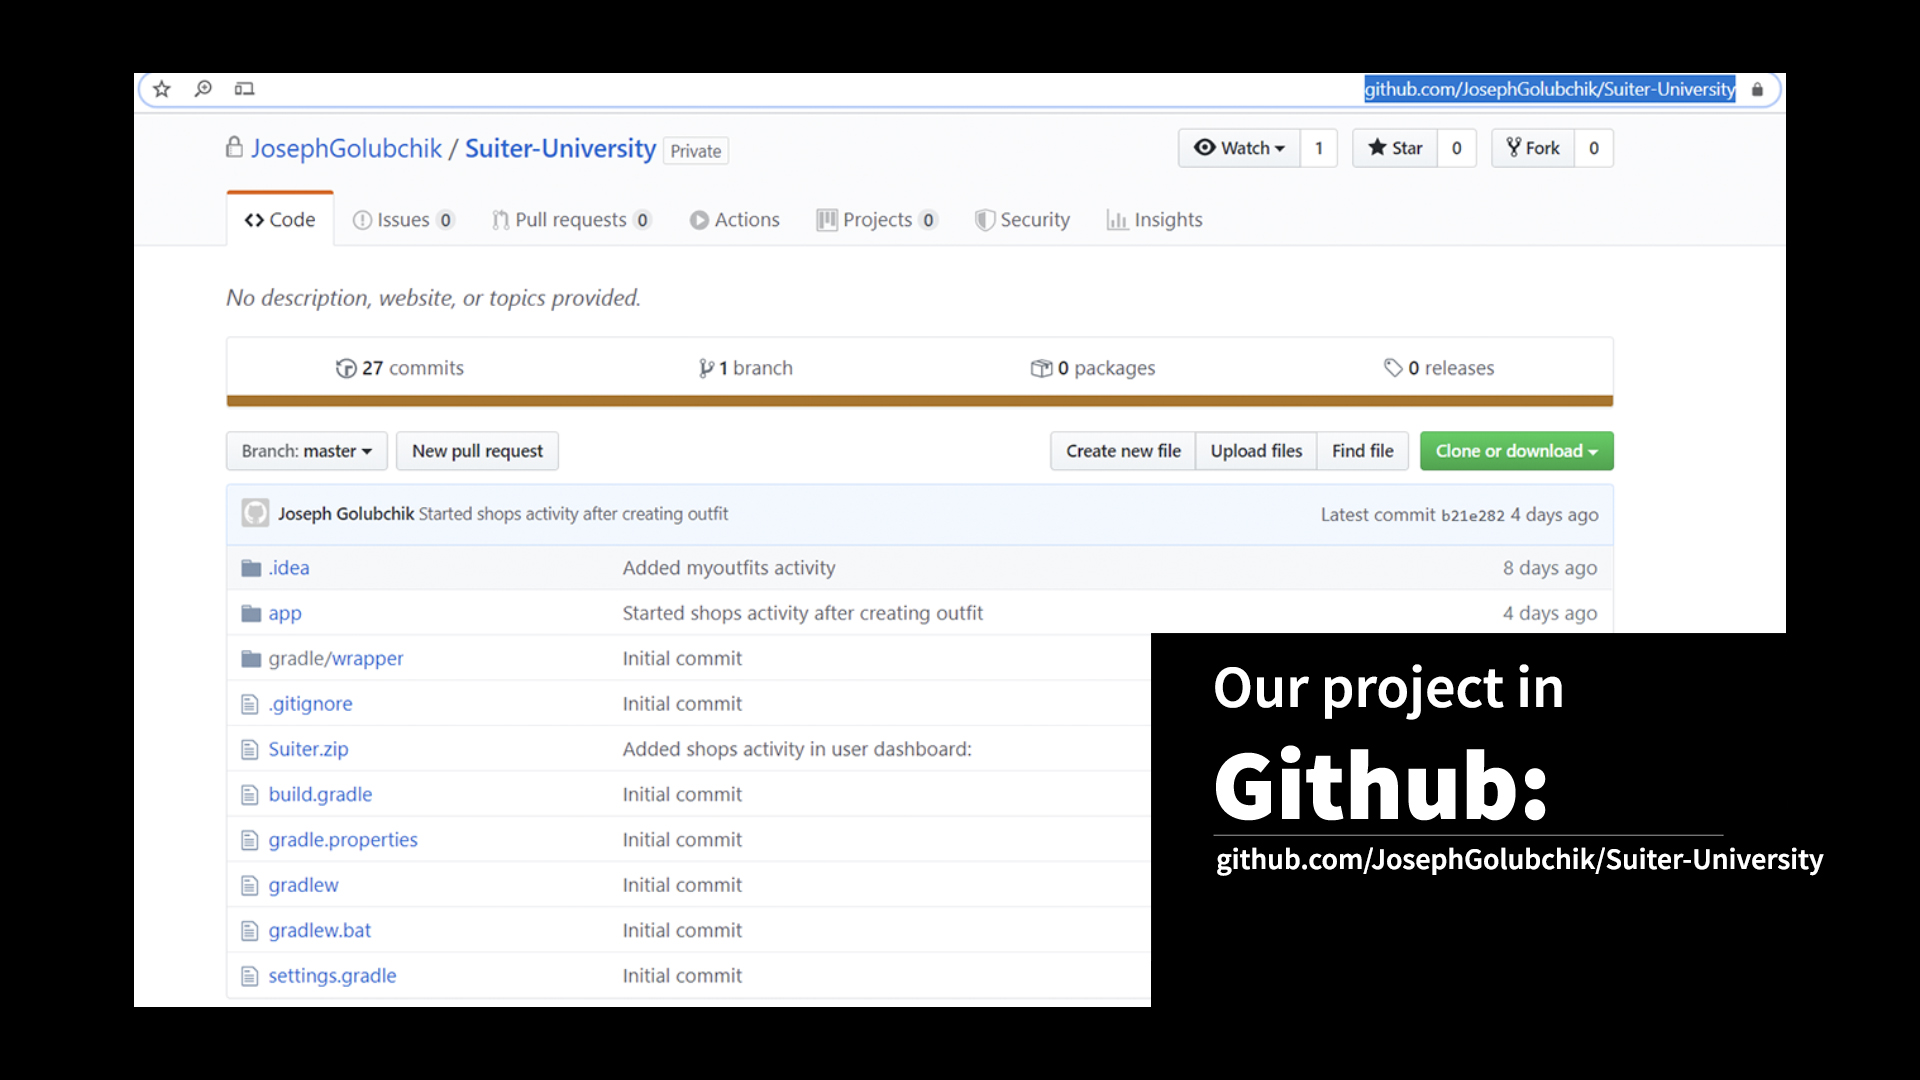 github.com/JosephGolubchik/Suiter-University
JosephGolubchik / Suiter-University Private
Watch 1 Star 0 Fork 0
Code Issues 0 Pull requests 0 Actions Projects 0 Security Insights
No description, website, or topics provided.
27 commits 1 branch 0 packages 0 releases
Branch: master New pull request Create new file Upload files Find file Clone or download
Joseph Golubchik Started shops activity after creating outfit Latest commit b21e282 4 days ago
.idea Added myoutfits activity 8 days ago
app Started shops activity after creating outfit 4 days ago
gradle/wrapper Initial commit
.gitignore Initial commit
Suiter.zip Added shops activity in user dashboard:
build.gradle Initial commit
gradle.properties Initial commit
gradlew Initial commit
gradlew.bat Initial commit
settings.gradle Initial commit
Our project in
Github:
github.com/JosephGolubchik/Suiter-University